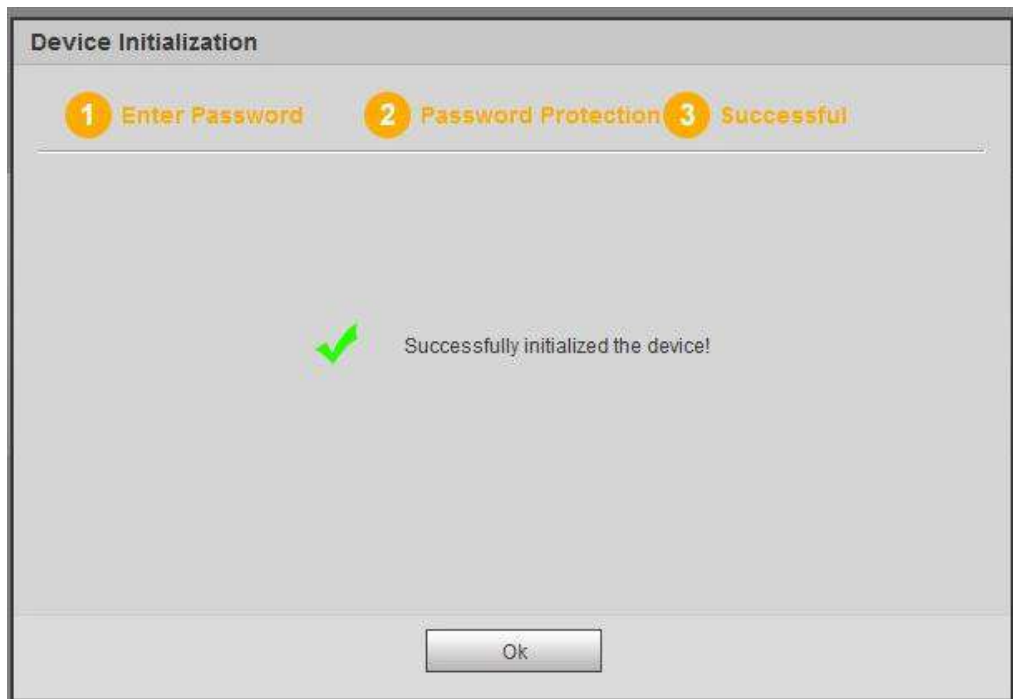 Device Initialization
1 Enter Password 2 Password Protection 3 Successful
Successfully initialized the device!
Ok